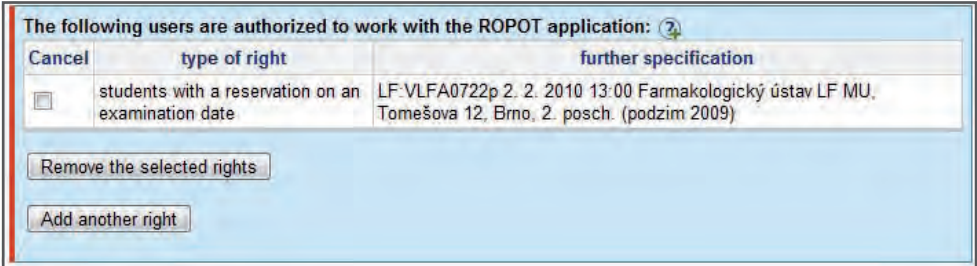 The following users are authorized to work with the ROPOT application: ?
Cancel type of right further specification
students with a reservation on an LF:VLFA0722p 2. 2. 2010 13:00 Farmakologický ústav LF MU,
examination date Tomešova 12, Brno, 2. posch. (podzim 2009)
Remove the selected rights
Add another right